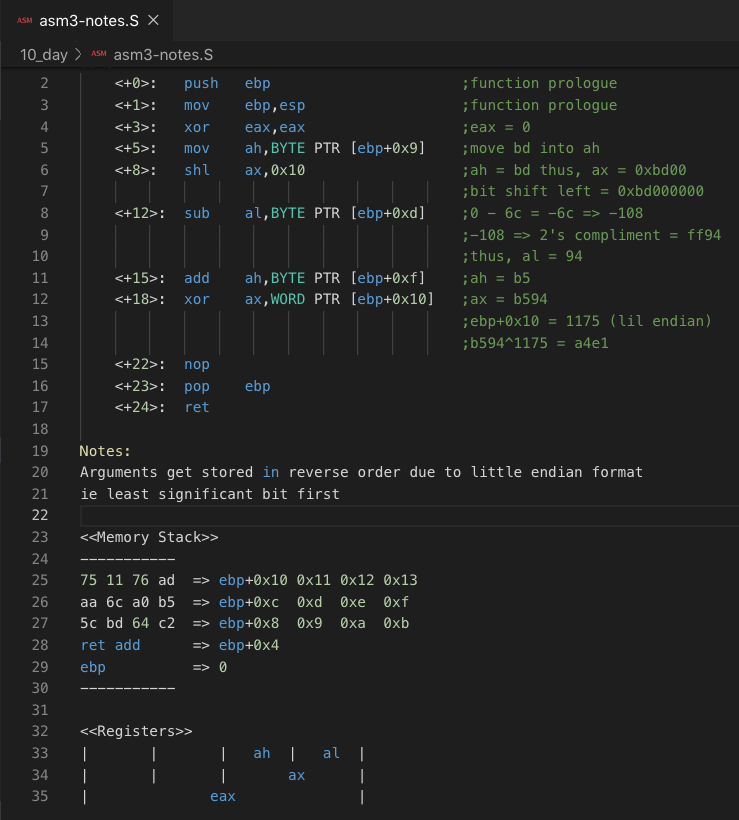 ASM asm3-notes.S ×
10_day > ASM asm3-notes.S
2 <+0>: push ebp ;function prologue
3 <+1>: mov ebp,esp ;function prologue
4 <+3>: xor eax,eax ;eax = 0
5 <+5>: mov ah,BYTE PTR [ebp+0x9] ;move bd into ah
6 <+8>: shl ax,0x10 ;ah = bd thus, ax = 0xbd00
7 ;bit shift left = 0xbd000000
8 <+12>: sub al,BYTE PTR [ebp+0xd] ;0 - 6c = -6c => -108
9 ;-108 => 2's compliment = ff94
10 ;thus, al = 94
11 <+15>: add ah,BYTE PTR [ebp+0xf] ;ah = b5
12 <+18>: xor ax,WORD PTR [ebp+0x10] ;ax = b594
13 ;ebp+0x10 = 1175 (lil endian)
14 ;b594^1175 = a4e1
15 <+22>: nop
16 <+23>: pop ebp
17 <+24>: ret
18
19 Notes:
20 Arguments get stored in reverse order due to little endian format
21 ie least significant bit first
22
23 <<Memory Stack>>
24 -----------
25 75 11 76 ad => ebp+0x10 0x11 0x12 0x13
26 aa 6c a0 b5 => ebp+0xc 0xd 0xe 0xf
27 5c bd 64 c2 => ebp+0x8 0x9 0xa 0xb
28 ret add => ebp+0x4
29 ebp => 0
30 -----------
31
32 <<Registers>>
33 | | | ah | al |
34 | | | ax |
35 | eax |